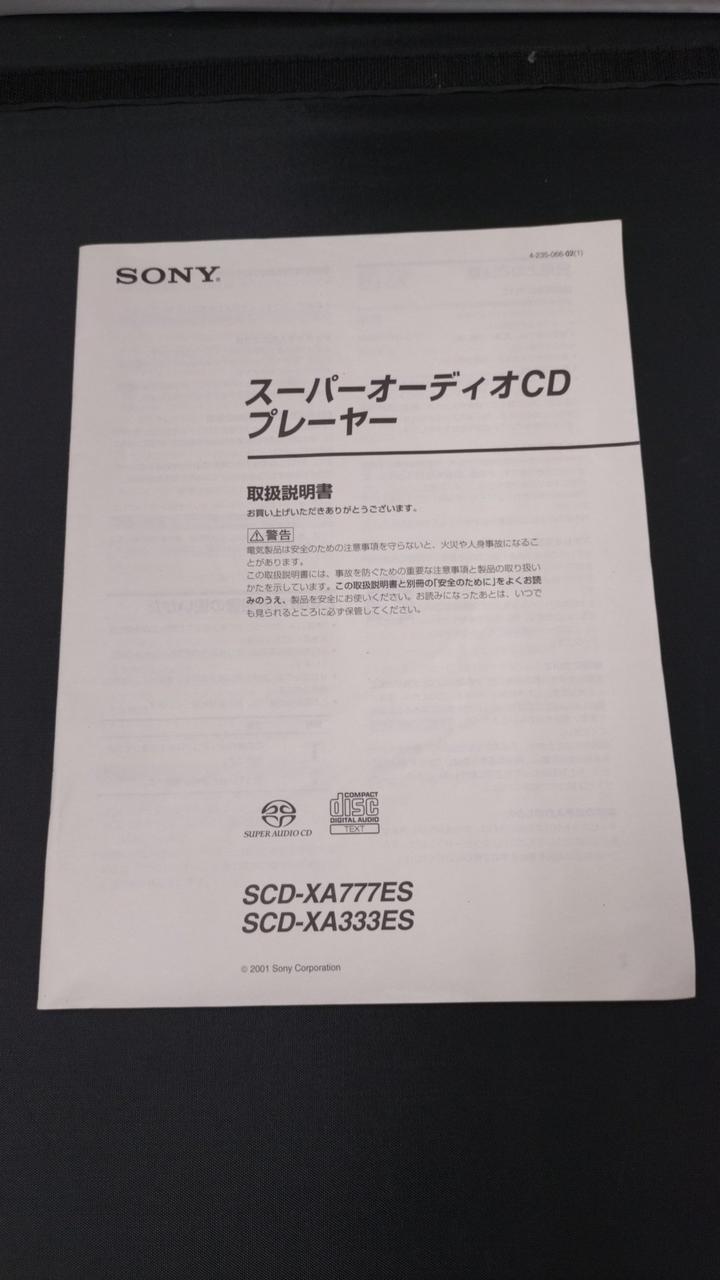 4-235-066-02(1)
SONY®
スーパーオーディオCD
プレーヤー
取扱説明書
お買い上げいただきありがとうございます。
⚠警告
電気製品は安全のための注意事項を守らないと、火災や人身事故になるこ
とがあります。
この取扱説明書には、事故を防ぐための重要な注意事項と製品の取り扱い
かたを示しています。この取扱説明書と別冊の「安全のために」をよくお読
みのうえ、製品を安全にお使いください。お読みになったあとは、いつで
も見られるところに必ず保管してください。
SUPER AUDIO CD
COMPACT
disc
DIGITAL AUDIO
TEXT
SCD-XA777ES
SCD-XA333ES
© 2001 Sony Corporation